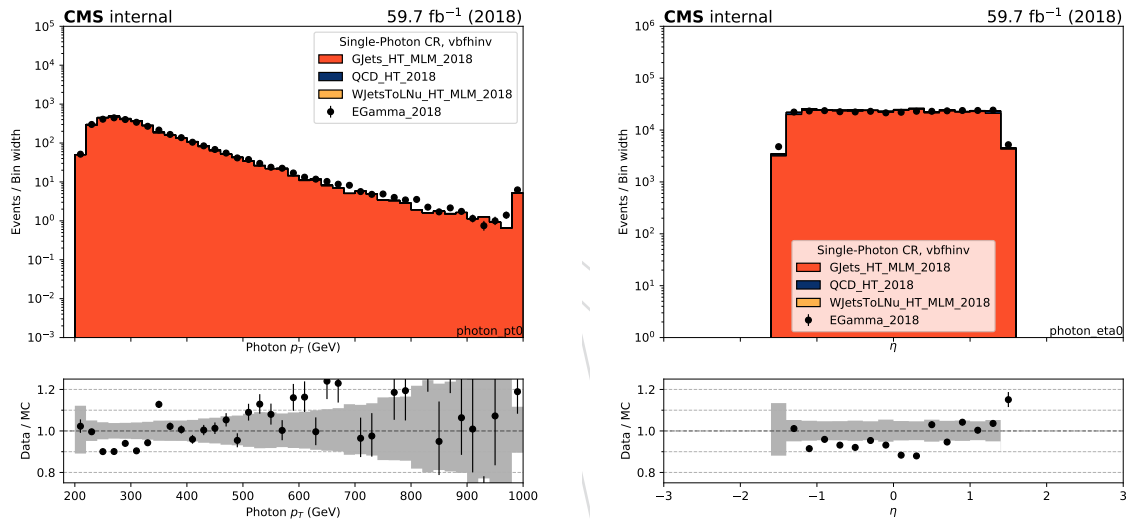 CMS internal 59.7 fb⁻¹ (2018)
10⁵
10⁴
10³
10²
10¹
10⁰
10⁻¹
10⁻²
10⁻³
Events / Bin width
Single-Photon CR, vbfhinv
GJets_HT_MLM_2018
QCD_HT_2018
WJetsToLNu_HT_MLM_2018
EGamma_2018
photon_pt0
Photon p_T (GeV)
1.2
1.0
0.8
Data / MC
200 300 400 500 600 700 800 900 1000
Photon p_T (GeV)
CMS internal 59.7 fb⁻¹ (2018)
10⁶
10⁵
10⁴
10³
10²
10¹
10⁰
Events / Bin width
Single-Photon CR, vbfhinv
GJets_HT_MLM_2018
QCD_HT_2018
WJetsToLNu_HT_MLM_2018
EGamma_2018
photon_eta0
η
1.2
1.0
0.8
Data / MC
−3 −2 −1 0 1 2 3
η